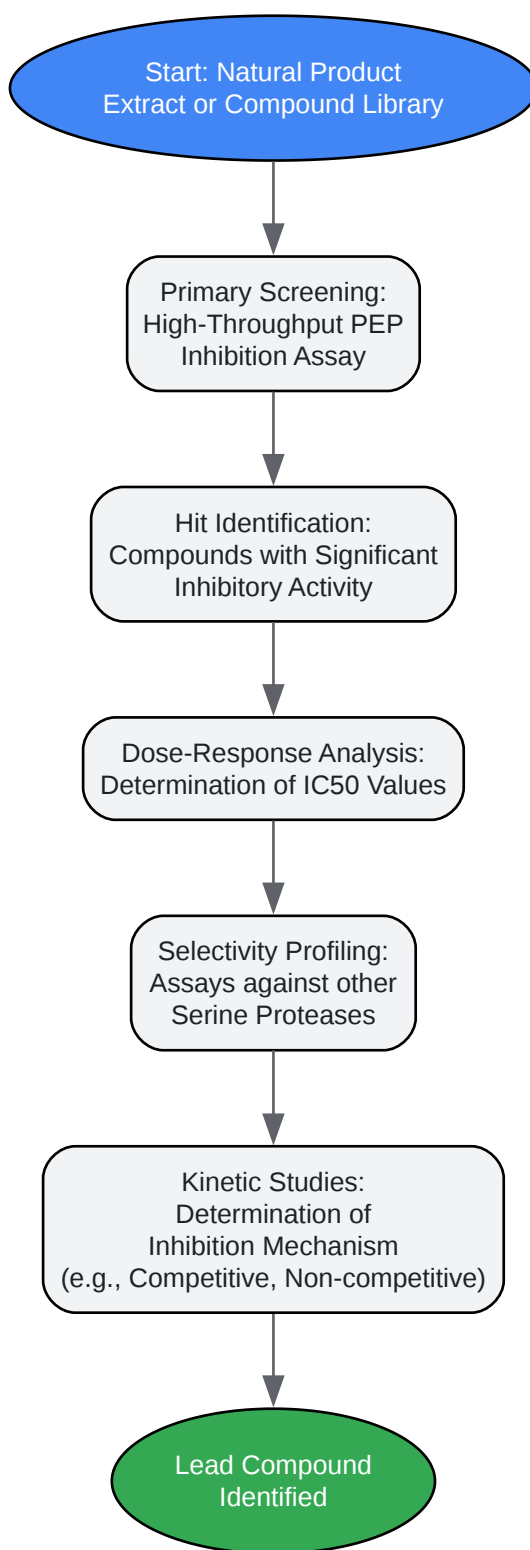 Start: Natural Product
Extract or Compound Library
Primary Screening:
High-Throughput PEP
Inhibition Assay
Hit Identification:
Compounds with Significant
Inhibitory Activity
Dose-Response Analysis:
Determination of IC50 Values
Selectivity Profiling:
Assays against other
Serine Proteases
Kinetic Studies:
Determination of
Inhibition Mechanism
(e.g., Competitive, Non-competitive)
Lead Compound
Identified